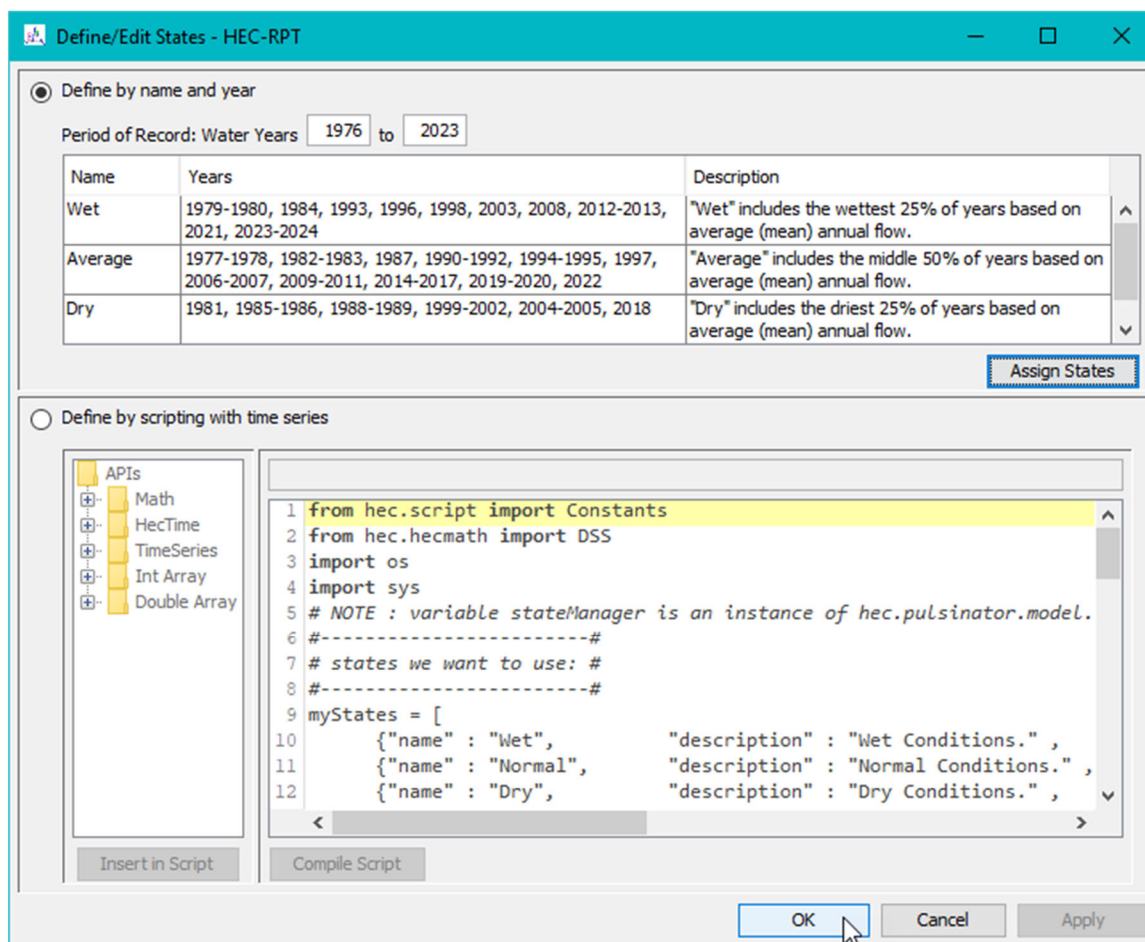 Define/Edit States - HEC-RPT
Define by name and year
Period of Record: Water Years 1976 to 2023
Name Years Description
Wet 1979-1980, 1984, 1993, 1996, 1998, 2003, 2008, 2012-2013, "Wet" includes the wettest 25% of years based on
2021, 2023-2024 average (mean) annual flow.
Average 1977-1978, 1982-1983, 1987, 1990-1992, 1994-1995, 1997, "Average" includes the middle 50% of years based on
2006-2007, 2009-2011, 2014-2017, 2019-2020, 2022 average (mean) annual flow.
Dry 1981, 1985-1986, 1988-1989, 1999-2002, 2004-2005, 2018 "Dry" includes the driest 25% of years based on
average (mean) annual flow.
Assign States
Define by scripting with time series
APIs
Math
HecTime
TimeSeries
Int Array
Double Array
1 from hec.script import Constants
2 from hec.hecmath import DSS
3 import os
4 import sys
5 # NOTE : variable stateManager is an instance of hec.pulsinator.model.
6 #------------------------#
7 # states we want to use: #
8 #------------------------#
9 myStates = [
10 {"name" : "Wet", "description" : "Wet Conditions." ,
11 {"name" : "Normal", "description" : "Normal Conditions." ,
12 {"name" : "Dry", "description" : "Dry Conditions." ,
Insert in Script Compile Script
OK Cancel Apply